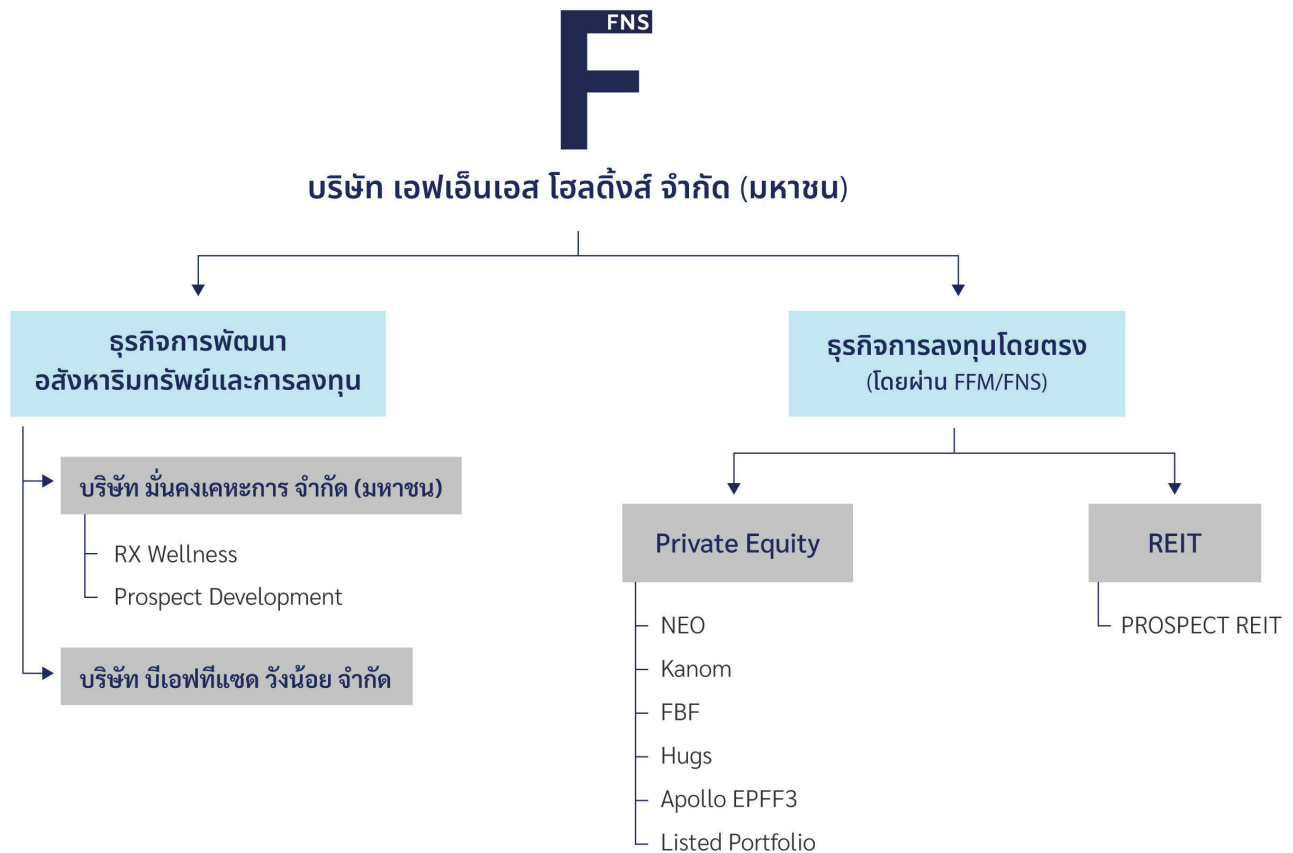 FNS
บริษัท เอฟเอ็นเอส โฮลดิ้งส์ จำกัด (มหาชน)
ธุรกิจการพัฒนา
อสังหาริมทรัพย์และการลงทุน
บริษัท มั่นคงเคหะการ จำกัด (มหาชน)
RX Wellness
Prospect Development
บริษัท บีเอฟทีแซด วังน้อย จำกัด
ธุรกิจการลงทุนโดยตรง
(โดยผ่าน FFM/FNS)
Private Equity
NEO
Kanom
FBF
Hugs
Apollo EPFF3
Listed Portfolio
REIT
PROSPECT REIT